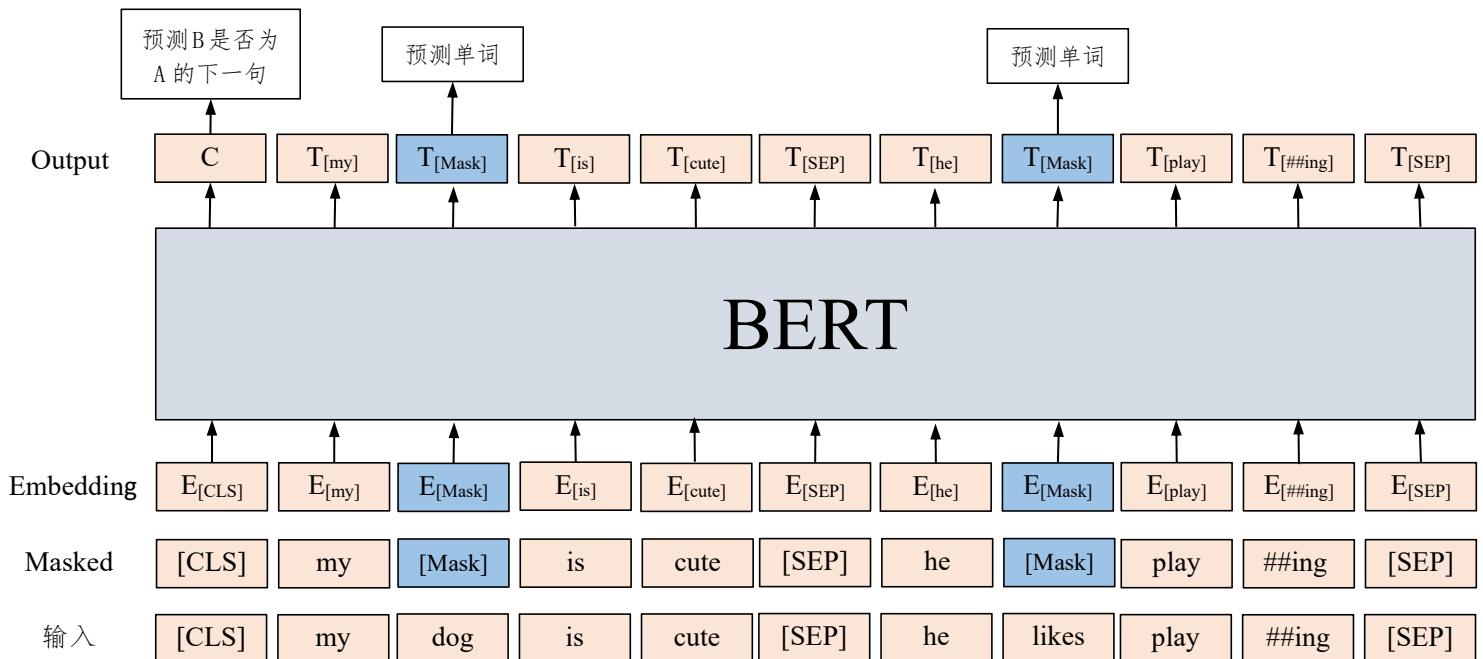 预测B是否为
A的下一句
预测单词
预测单词
Output C T[my] T[Mask] T[is] T[cute] T[SEP] T[he] T[Mask] T[play] T[##ing] T[SEP]
BERT
Embedding E[CLS] E[my] E[Mask] E[is] E[cute] E[SEP] E[he] E[Mask] E[play] E[##ing] E[SEP]
Masked [CLS] my [Mask] is cute [SEP] he [Mask] play ##ing [SEP]
输入 [CLS] my dog is cute [SEP] he likes play ##ing [SEP]